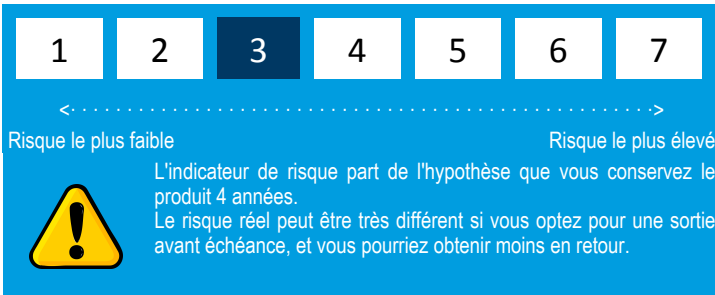 1 2 3 4 5 6 7
Risque le plus faible Risque le plus élevé
L'indicateur de risque part de l'hypothèse que vous conservez le
produit 4 années.
Le risque réel peut être très différent si vous optez pour une sortie
avant échéance, et vous pourriez obtenir moins en retour.